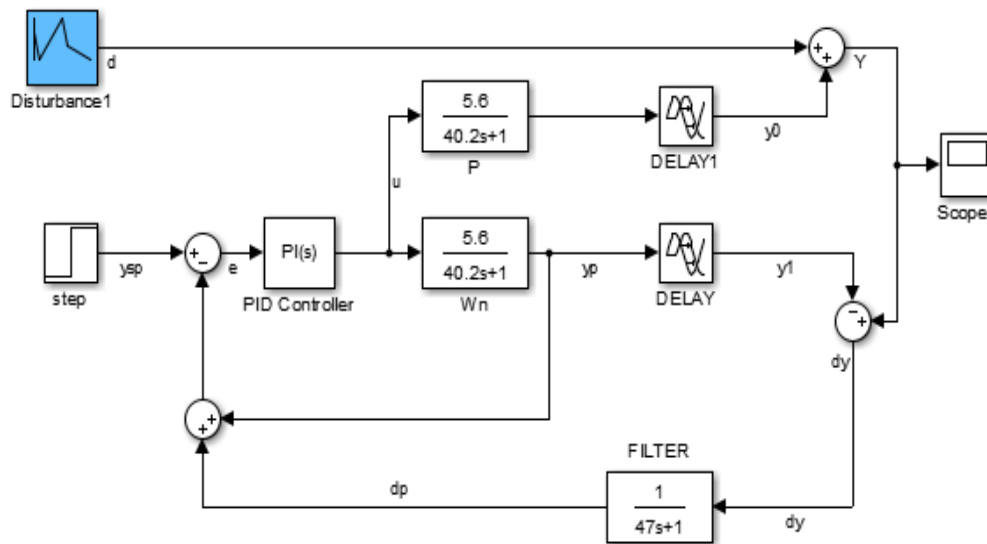 d
Disturbance1
+
+
Y
5.6
40.2s+1
P
DELAY1
y0
u
Scope
step
ysp
+
−
e
PI(s)
PID Controller
5.6
40.2s+1
Wn
yp
DELAY
y1
−
+
dy
+
+
FILTER
1
47s+1
dp
dy